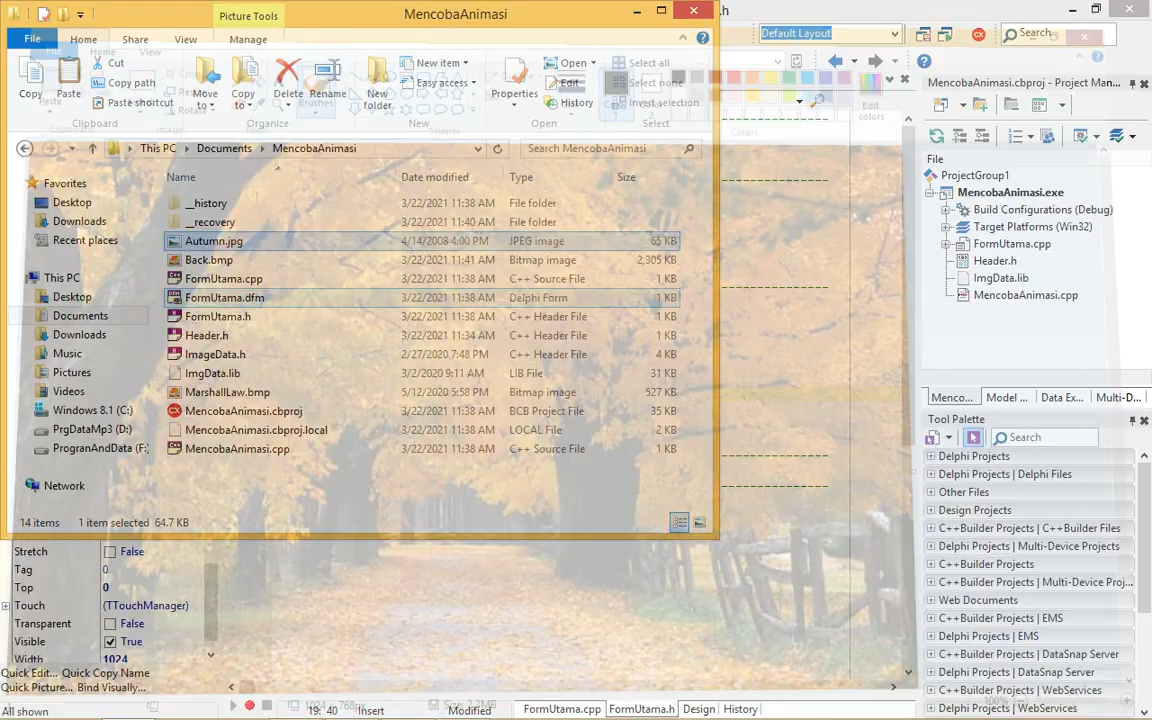 Picture Tools
MencobaAnimasi
.h
Default Layout
Search
File
Home
Share
View
Manage
Copy
Paste
Cut
Copy path
Paste shortcut
Clipboard
Move to
Copy to
Delete
Rename
Organize
New folder
New item
Easy access
New
Properties
Open
Edit
History
Open
Select all
Select none
Invert selection
Select
Edit colors
Colors
Brushes
MencobaAnimasi.cbproj - Project Man...
This PC
Documents
MencobaAnimasi
Search MencobaAnimasi
Name
Date modified
Type
Size
Favorites
Desktop
Downloads
Recent places
This PC
Desktop
Documents
Downloads
Music
Pictures
Videos
Windows 8.1 (C:)
PrgDataMp3 (D:)
ProgranAndData (F:
Network
__history 3/22/2021 11:38 AM File folder
__recovery 3/22/2021 11:40 AM File folder
Autumn.jpg 4/14/2008 4:00 PM JPEG image 65 KB
Back.bmp 3/22/2021 11:41 AM Bitmap image 2,305 KB
FormUtama.cpp 3/22/2021 11:38 AM C++ Source File 1 KB
FormUtama.dfm 3/22/2021 11:38 AM Delphi Form 1 KB
FormUtama.h 3/22/2021 11:38 AM C++ Header File 1 KB
Header.h 3/22/2021 11:34 AM C++ Header File 1 KB
ImageData.h 2/27/2020 7:48 PM C++ Header File 4 KB
ImgData.lib 3/2/2020 9:11 AM LIB File 31 KB
MarshallLaw.bmp 5/12/2020 5:58 PM Bitmap image 527 KB
MencobaAnimasi.cbproj 3/22/2021 11:38 AM BCB Project File 35 KB
MencobaAnimasi.cbproj.local 3/22/2021 11:38 AM LOCAL File 2 KB
MencobaAnimasi.cpp 3/22/2021 11:38 AM C++ Source File 1 KB
14 items 1 item selected 64.7 KB
File
ProjectGroup1
MencobaAnimasi.exe
Build Configurations (Debug)
Target Platforms (Win32)
FormUtama.cpp
Header.h
ImgData.lib
MencobaAnimasi.cpp
Menco...
Model ...
Data Ex...
Multi-D...
Tool Palette
Search
Delphi Projects
Delphi Projects | Delphi Files
Other Files
Design Projects
C++Builder Projects | C++Builder Files
Delphi Projects | Multi-Device Projects
C++Builder Projects
C++Builder Projects | Multi-Device Proj...
Web Documents
C++Builder Projects | EMS
Delphi Projects | EMS
C++Builder Projects | DataSnap Server
Delphi Projects | DataSnap Server
C++Builder Projects | WebServices
Delphi Projects | WebServices
Stretch False
Tag 0
Top 0
Touch (TTouchManager)
Transparent False
Visible True
Width 1024
Quick Edit... Quick Copy Name
Quick Picture... Bind Visually...
All shown
19: 40
Insert
Modified
FormUtama.cpp
FormUtama.h
Design
History